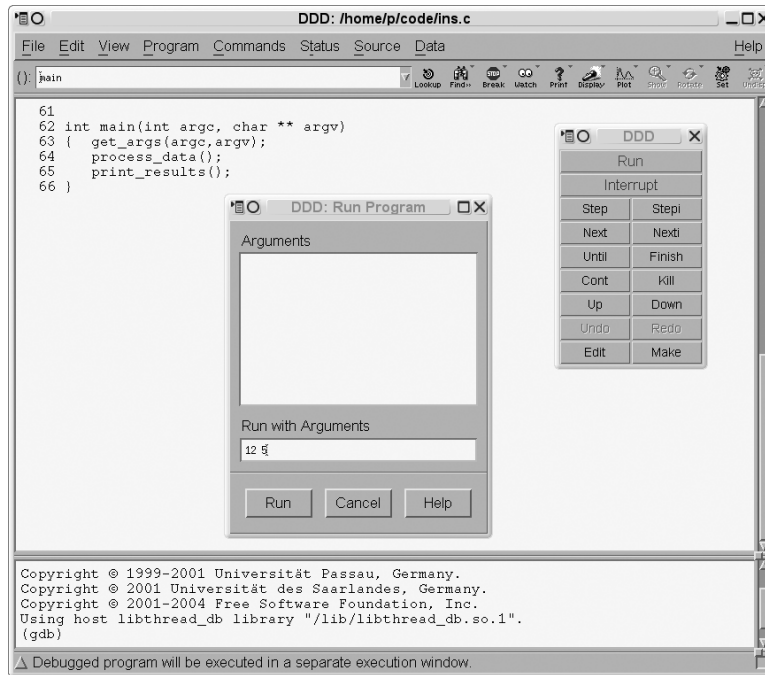 DDD: /home/p/code/ins.c
File Edit View Program Commands Status Source Data Help
(): main
Lookup Find» Break Watch Print Display Plot Show Rotate Set
61
62 int main(int argc, char ** argv)
63 {  get_args(argc,argv);
64    process_data();
65    print_results();
66 }
DDD
Run
Interrupt
Step Stepi
Next Nexti
Until Finish
Cont Kill
Up Down
Undo Redo
Edit Make
DDD: Run Program
Arguments
Run with Arguments
12 5
Run Cancel Help
Copyright © 1999-2001 Universität Passau, Germany.
Copyright © 2001 Universität des Saarlandes, Germany.
Copyright © 2001-2004 Free Software Foundation, Inc.
Using host libthread_db library "/lib/libthread_db.so.1".
(gdb)
Debugged program will be executed in a separate execution window.